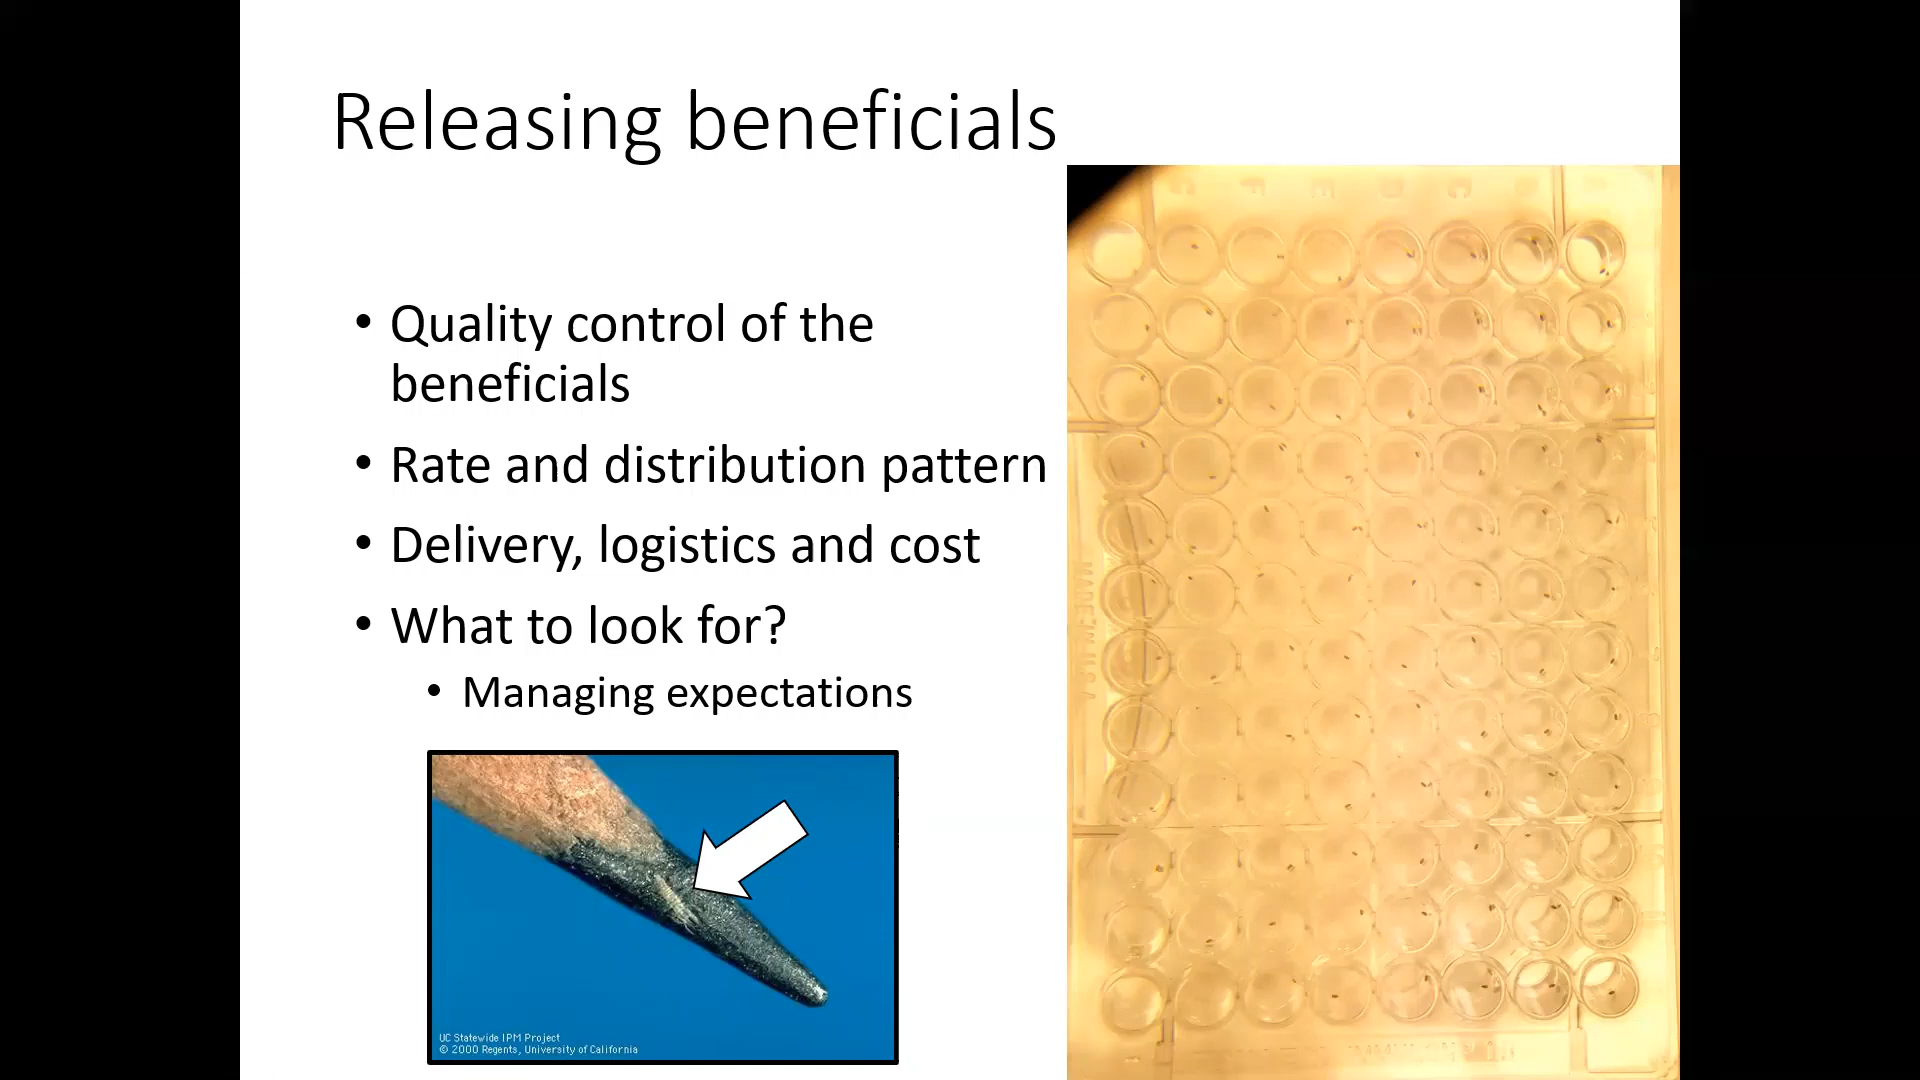 Releasing beneficials
• Quality control of the
beneficials
• Rate and distribution pattern
• Delivery, logistics and cost
• What to look for?
• Managing expectations
UC Statewide IPM Project
© 2000 Regents, University of California